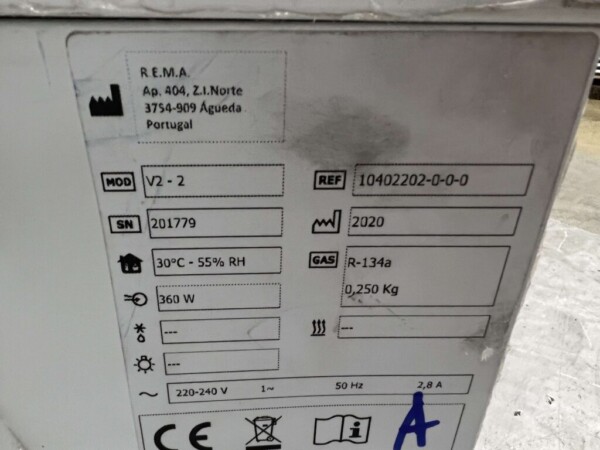 R.E.M.A.
Ap. 404, Z.I.Norte
3754-909 Águeda
Portugal
MOD V2 - 2
REF 10402202-0-0-0
SN 201779
2020
30°C - 55% RH
GAS R-134a
0,250 Kg
360 W
---
---
---
220-240 V 1~ 50 Hz 2,8 A
CE
A